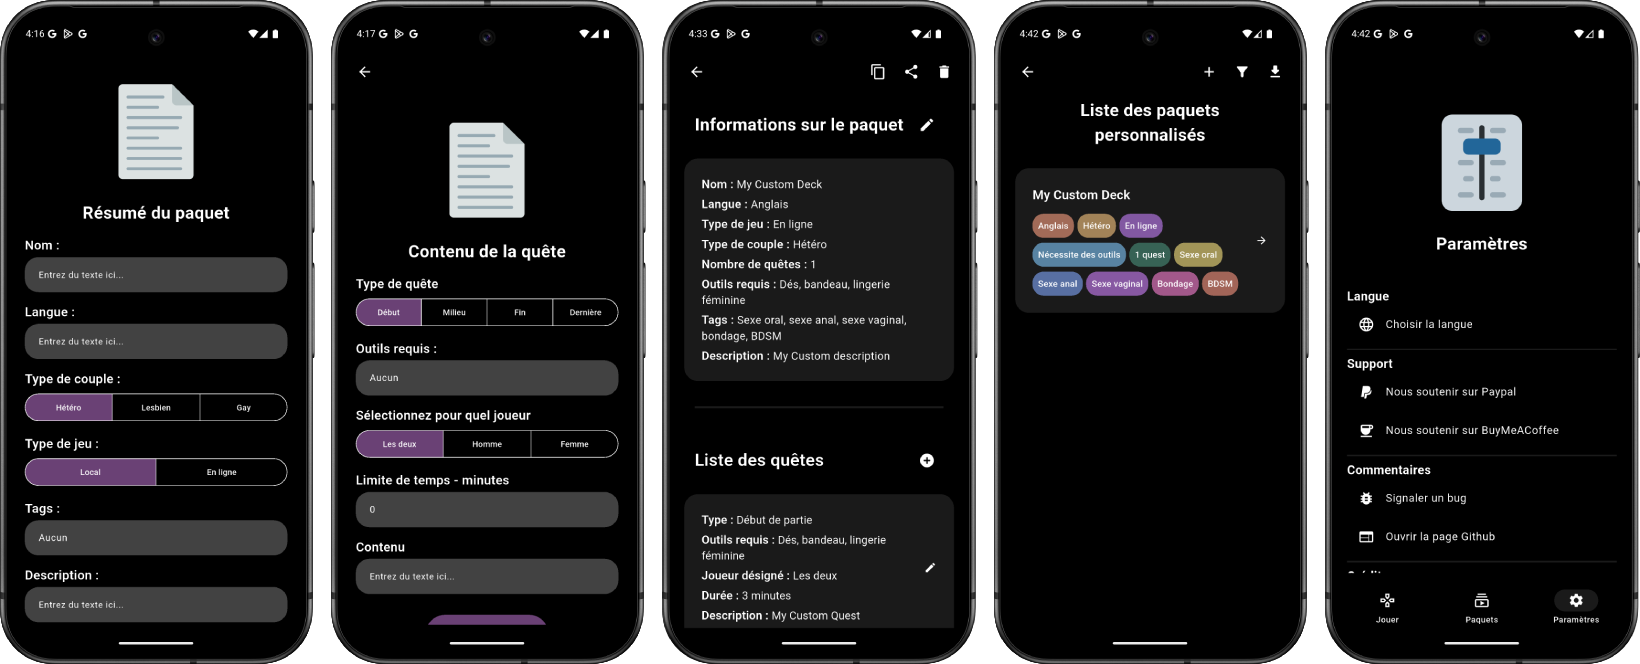 4:16 G G
Résumé du paquet
Nom :
Entrez du texte ici...
Langue :
Entrez du texte ici...
Type de couple :
Hétéro Lesbien Gay
Type de jeu :
Local En ligne
Tags :
Aucun
Description :
Entrez du texte ici...
4:17 G G
Contenu de la quête
Type de quête
Début Milieu Fin Dernière
Outils requis :
Aucun
Sélectionnez pour quel joueur
Les deux Homme Femme
Limite de temps - minutes
0
Contenu
Entrez du texte ici...
4:33 G G
Informations sur le paquet
Nom : My Custom Deck
Langue : Anglais
Type de jeu : En ligne
Type de couple : Hétéro
Nombre de quêtes : 1
Outils requis : Dés, bandeau, lingerie
féminine
Tags : Sexe oral, sexe anal, sexe vaginal,
bondage, BDSM
Description : My Custom description
Liste des quêtes
Type : Début de partie
Outils requis : Dés, bandeau, lingerie
féminine
Joueur désigné : Les deux
Durée : 3 minutes
Description : My Custom Quest
4:42 G G
Liste des paquets
personnalisés
My Custom Deck
Anglais Hétéro En ligne
Nécessite des outils 1 quest Sexe oral
Sexe anal Sexe vaginal Bondage BDSM
4:42 G G
Paramètres
Langue
Choisir la langue
Support
Nous soutenir sur Paypal
Nous soutenir sur BuyMeACoffee
Commentaires
Signaler un bug
Ouvrir la page Github
Jouer Paquets Paramètres